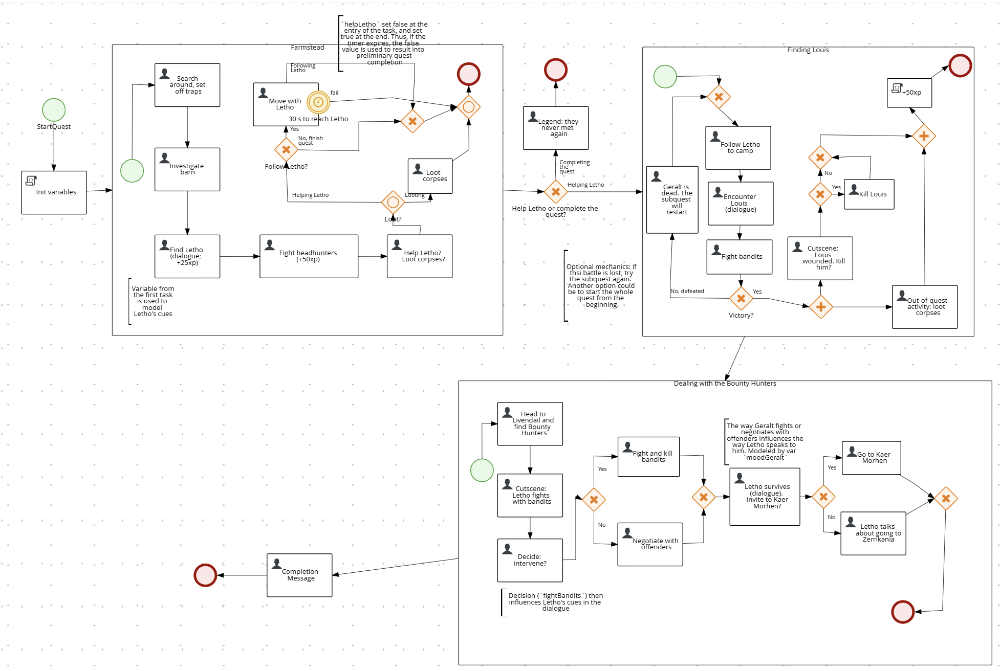 StartQuest
Init variables
Farmstead
`helpLetho` set false at the
entry of the task, and set
true at the end. Thus, if the
timer expires, the false
value is used to result into
preliminary quest
completion
Search
around, set
off traps
Investigate
barn
Find Letho
(dialogue;
+25xp)
Variable from
the first task
is used to
model
Letho's cues
Fight headhunters
(+50xp)
Help Letho?
Loot corpses?
Loot?
Looting
Loot
corpses
Helping Letho
Follow Letho?
Yes
No, finish
quest
Move with
Letho
30 s to reach Letho
fail
Following
Letho
Help Letho or complete the
quest?
Completing
the
quest
Legend: they
never met
again
Helping Letho
Optional mechanics: if
thsi battle is lost, try
the subquest again.
Another option could
be to start the whole
quest from the
beginning.
Finding Louis
Follow Letho
to camp
Encounter
Louis
(dialogue)
Fight bandits
Victory?
No, defeated
Geralt is
dead. The
subquest
will
restart
Yes
Cutscene:
Louis
wounded. Kill
him?
Yes
Kill Louis
No
Out-of-quest
activity: loot
corpses
+50xp
Dealing with the Bounty Hunters
Head to
Livendail and
find Bounty
Hunters
Cutscene:
Letho fights
with bandits
Decide:
intervene?
Decision (`fightBandits`) then
influences Letho's cues in the
dialogue
Yes
Fight and kill
bandits
No
Negotiate with
offenders
The way Geralt fights or
negotiates with
offenders influences the
way Letho speaks to
him. Modeled by var
`moodGeralt`
Letho survives
(dialogue).
Invite to Kaer
Morhen?
Yes
Go to Kaer
Morhen
No
Letho talks
about going to
Zerrikania
Completion
Message